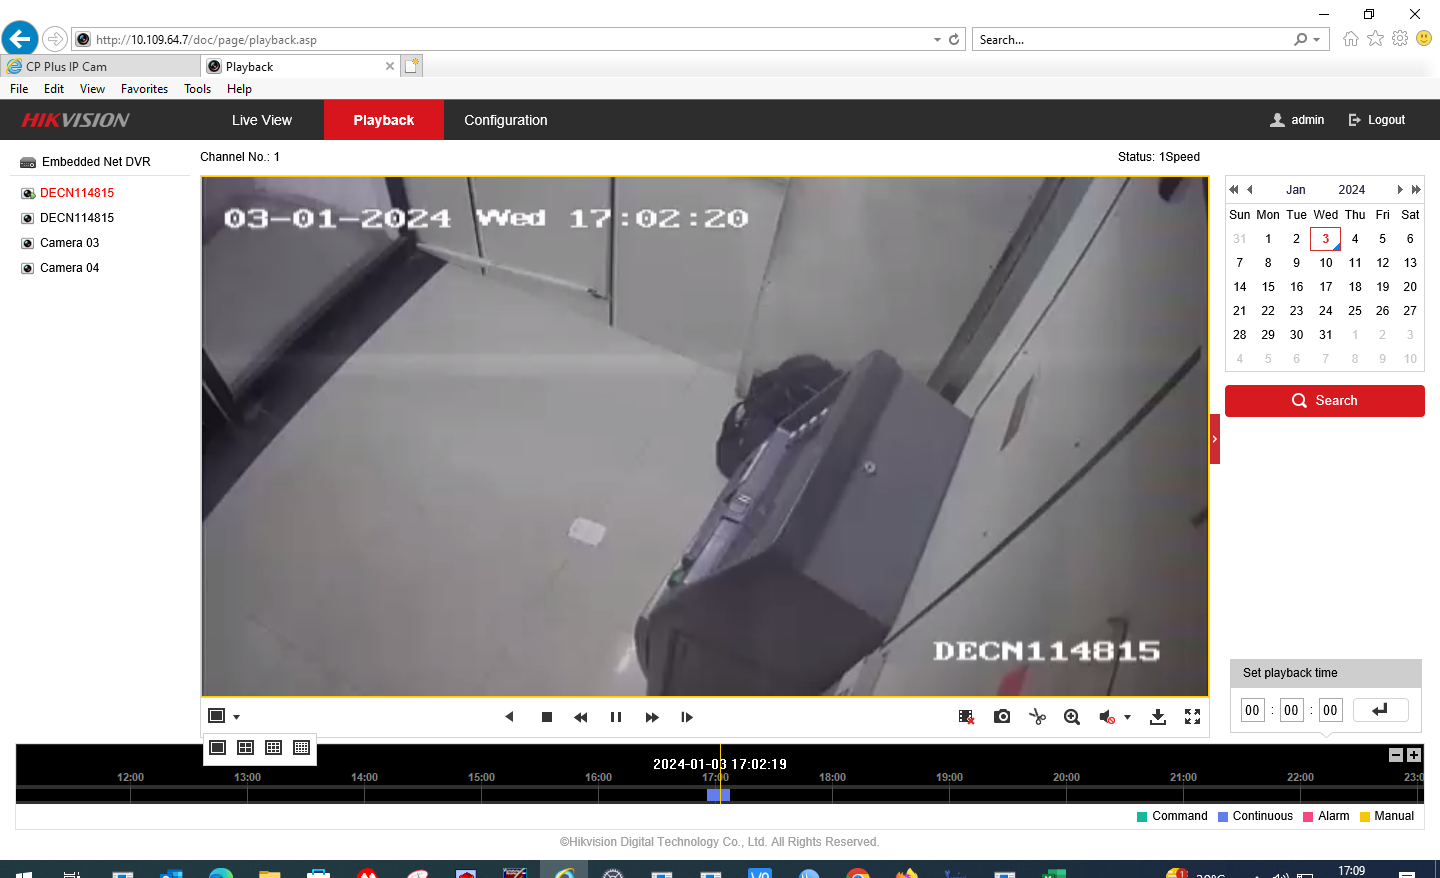 http://10.109.64.7/doc/page/playback.asp
Search...
CP Plus IP Cam
Playback
File Edit View Favorites Tools Help
HIKVISION
Live View
Playback
Configuration
admin
Logout
Embedded Net DVR
Channel No.: 1
Status: 1Speed
DECN114815
DECN114815
Camera 03
Camera 04
03-01-2024 Wed 17:02:20
DECN114815
Jan 2024
Sun Mon Tue Wed Thu Fri Sat
31 1 2 3 4 5 6
7 8 9 10 11 12 13
14 15 16 17 18 19 20
21 22 23 24 25 26 27
28 29 30 31 1 2 3
4 5 6 7 8 9 10
Search
Set playback time
00 : 00 : 00
2024-01-03 17:02:19
12:00 13:00 14:00 15:00 16:00 17:00 18:00 19:00 20:00 21:00 22:00 23:0
Command Continuous Alarm Manual
©Hikvision Digital Technology Co., Ltd. All Rights Reserved.
17:09